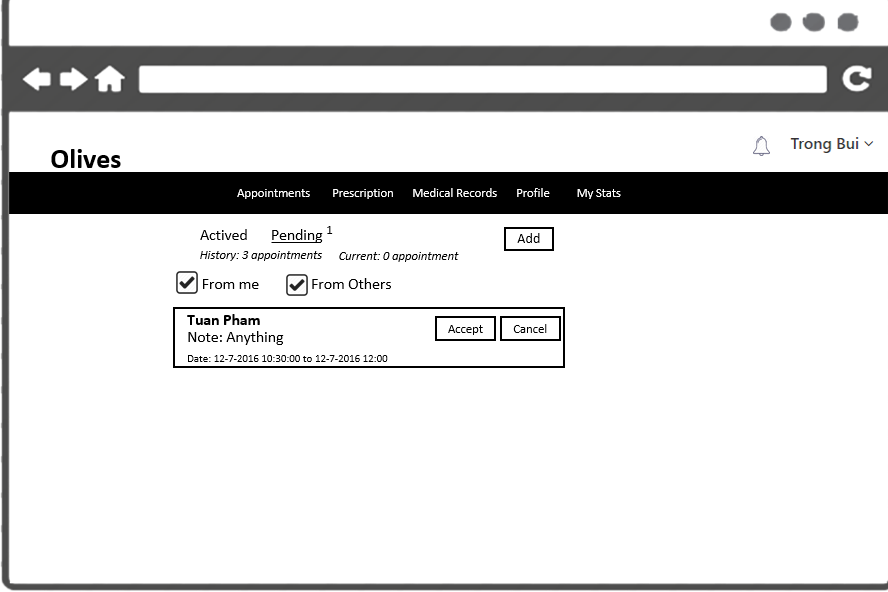 Trong Bui
Olives
Appointments Prescription Medical Records Profile My Stats
Actived Pending 1 Add
History: 3 appointments Current: 0 appointment
From me From Others
Tuan Pham Accept Cancel
Note: Anything
Date: 12-7-2016 10:30:00 to 12-7-2016 12:00